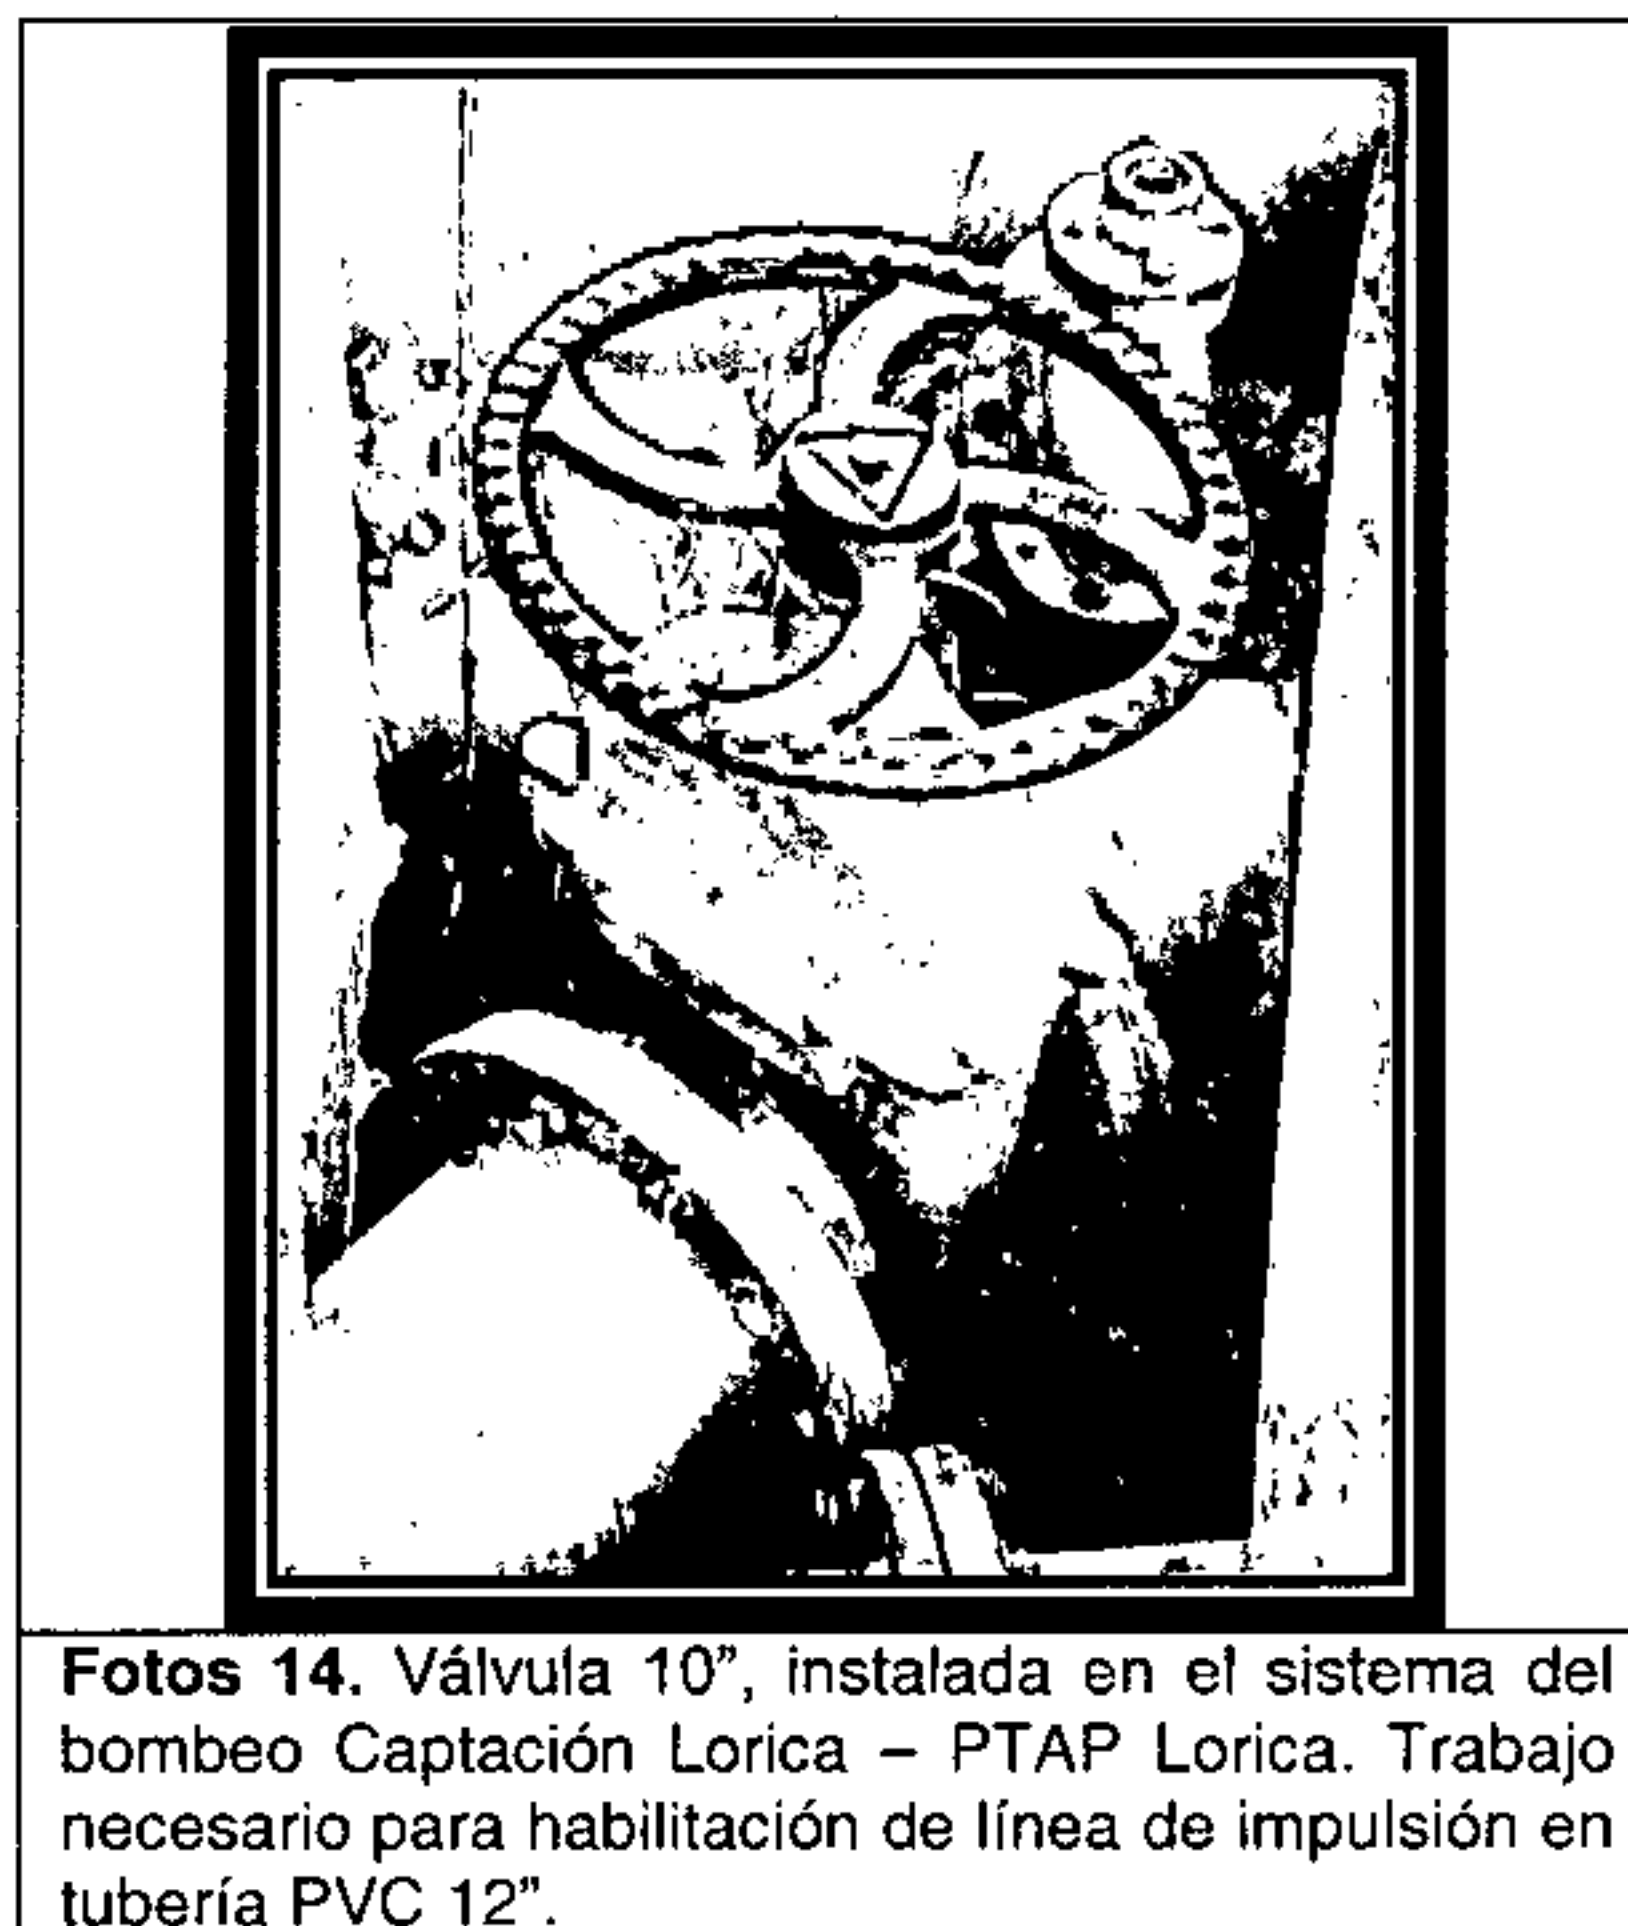 Fotos 14. Válvula 10”, instalada en el sistema del
bombeo Captación Lorica – PTAP Lorica. Trabajo
necesario para habilitación de línea de impulsión en
tubería PVC 12”.